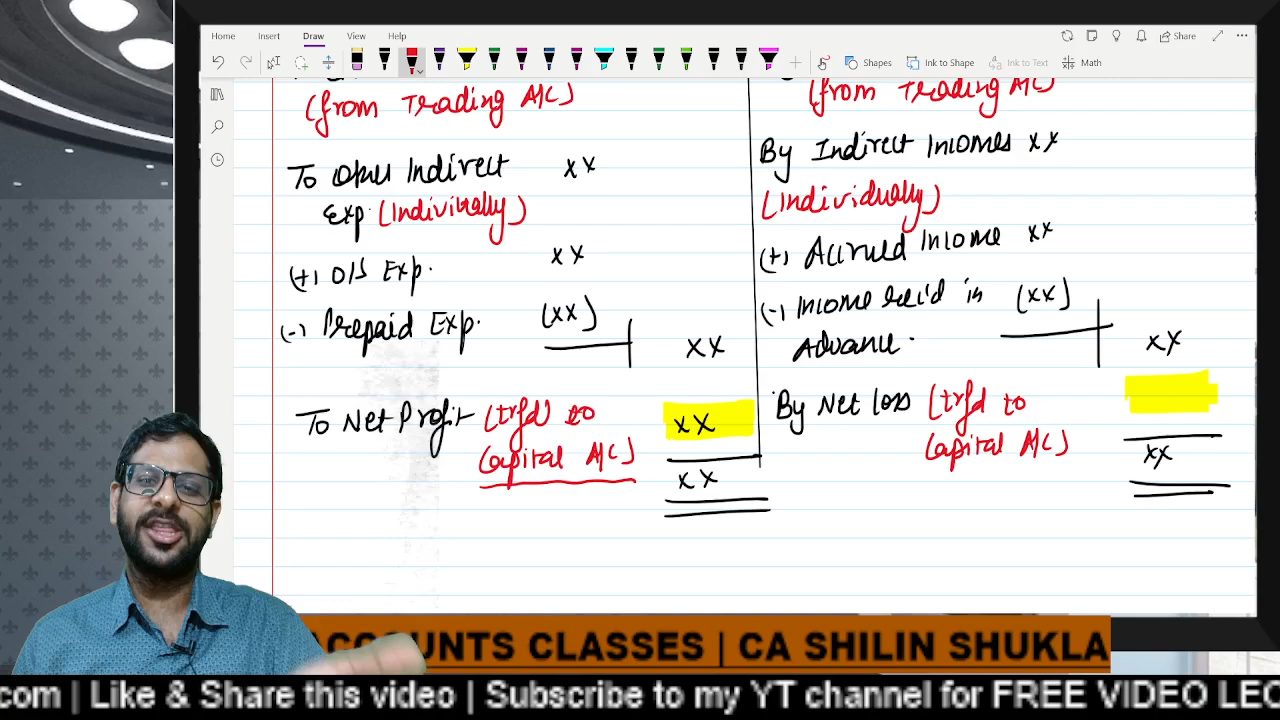 Home Insert Draw View Help
Share
Shapes Ink to Shape Ink to Text Math
(from Trading A/C)
To Other Indirect xx
Exp. (Individually)
(+) O/S Exp. xx
(-) Prepaid Exp. (xx)
xx
To Net Profit (trfd to xx
Capital A/C)
xx
(from Trading A/C)
By Indirect Incomes xx
(Individually)
(+) Accrued Income xx
(-) Income in (xx)
Advance. xx
By Net loss (trfd to
Capital A/C) xx
ACCOUNTS CLASSES | CA SHILIN SHUKLA
.com | Like & Share this video | Subscribe to my YT channel for FREE VIDEO LEC